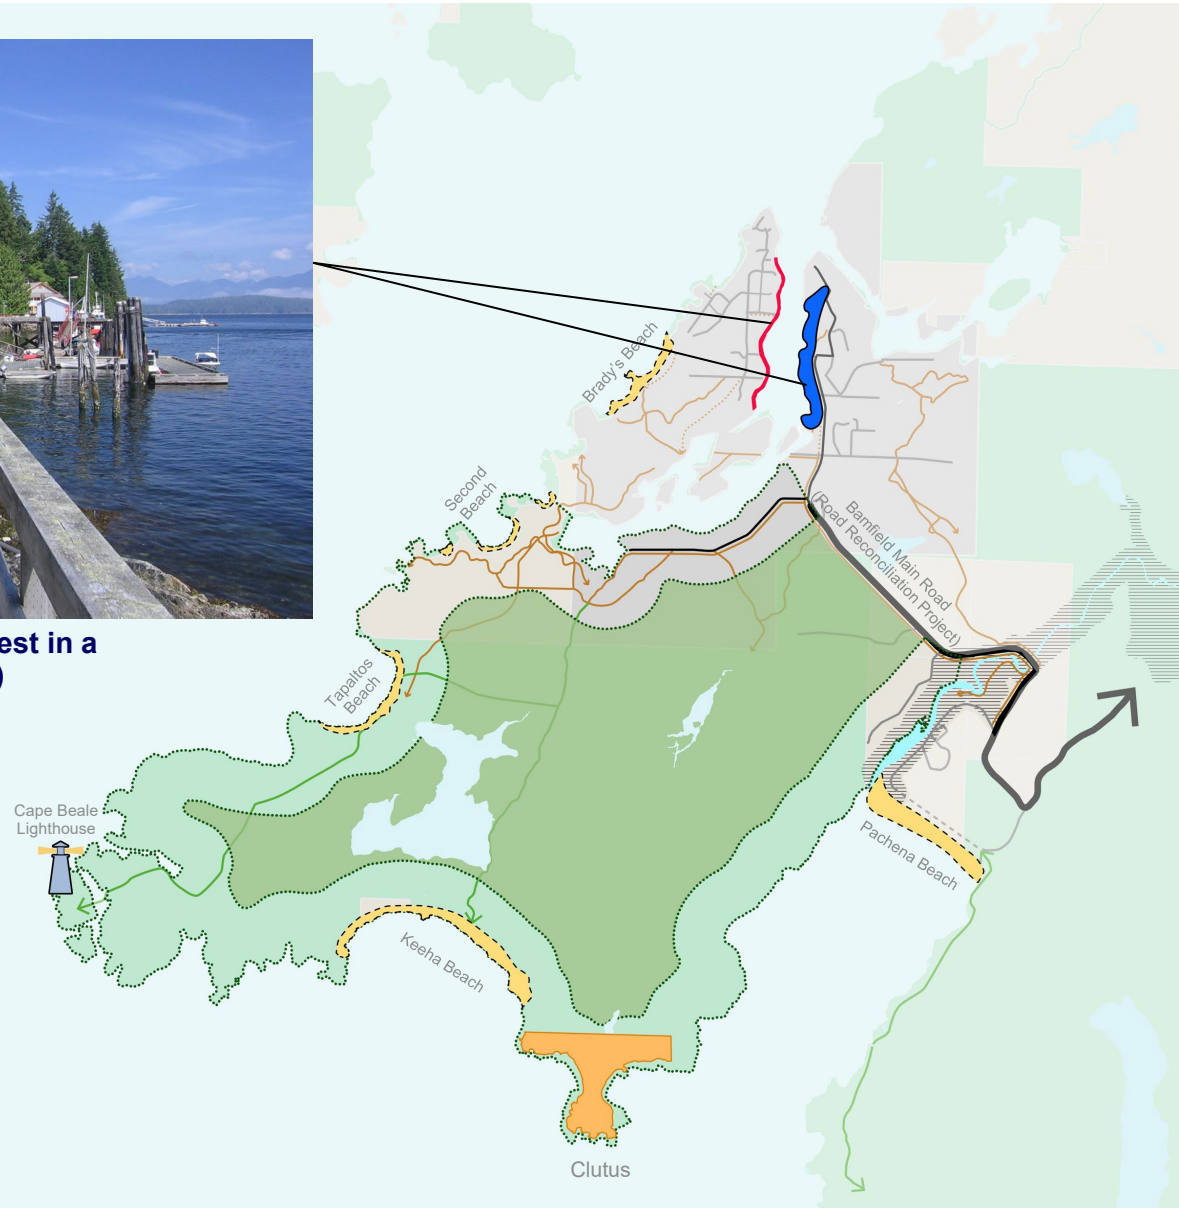 est in a
)
Brady's Beach
Second
Beach
Bamfield Main Road
(Road Reconciliation Project)
Tapaltos
Beach
Cape Beale
Lighthouse
Pachena Beach
Keeha Beach
Clutus